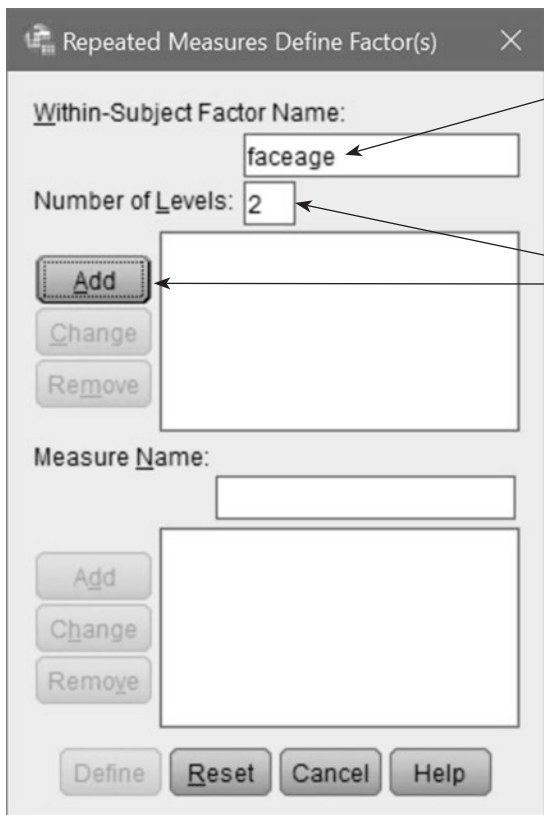 Repeated Measures Define Factor(s)
Within-Subject Factor Name:
faceage
Number of Levels: 2
Add
Change
Remove
Measure Name:
Add
Change
Remove
Define Reset Cancel Help